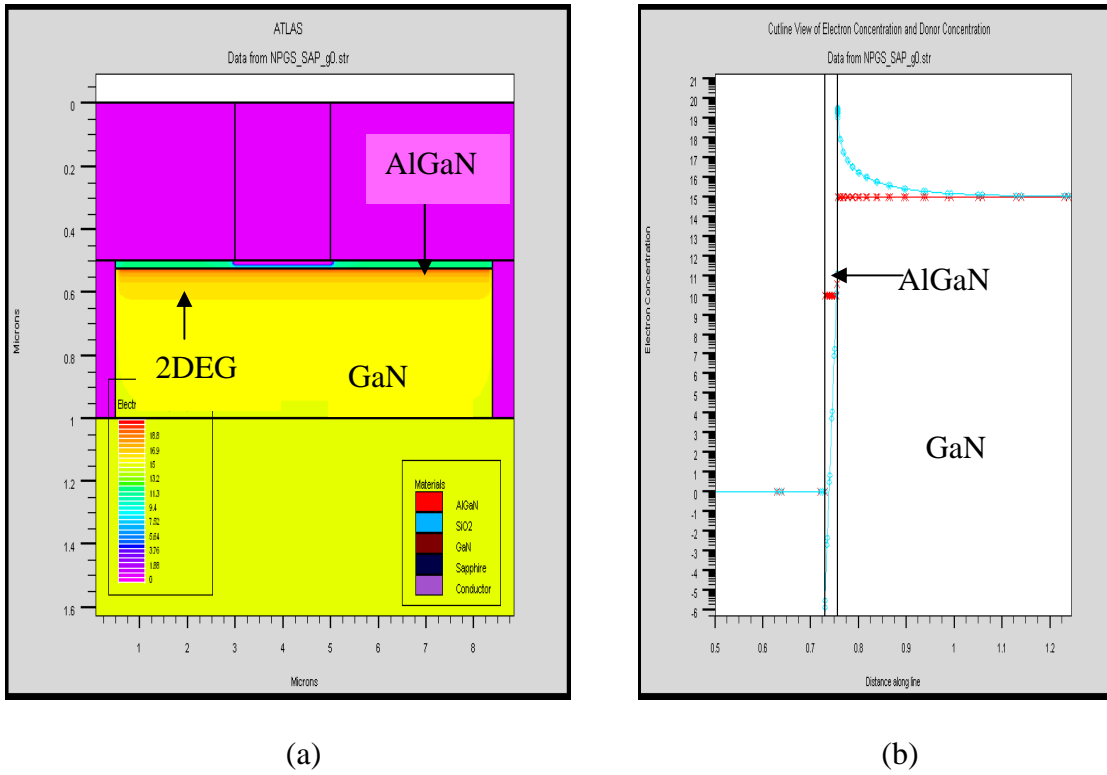 ATLAS
Data from NPGS_SAP_g0.str
0
0.2
0.4
0.6
0.8
1
1.2
1.4
1.6
Microns
AlGaN
2DEG
GaN
Electr
18.8
16.9
15
13.2
11.3
9.4
7.52
5.64
3.76
1.88
0
Materials
AlGaN
SiO2
GaN
Sapphire
Conductor
1 2 3 4 5 6 7 8
Microns
(a)
Cutline View of Electron Concentration and Donor Concentration
Data from NPGS_SAP_g0.str
21
20
19
18
17
16
15
14
13
12
11
10
9
8
7
6
5
4
3
2
1
0
-1
-2
-3
-4
-5
-6
Electron Concentration
AlGaN
GaN
0.5 0.6 0.7 0.8 0.9 1 1.1 1.2
Distance along line
(b)